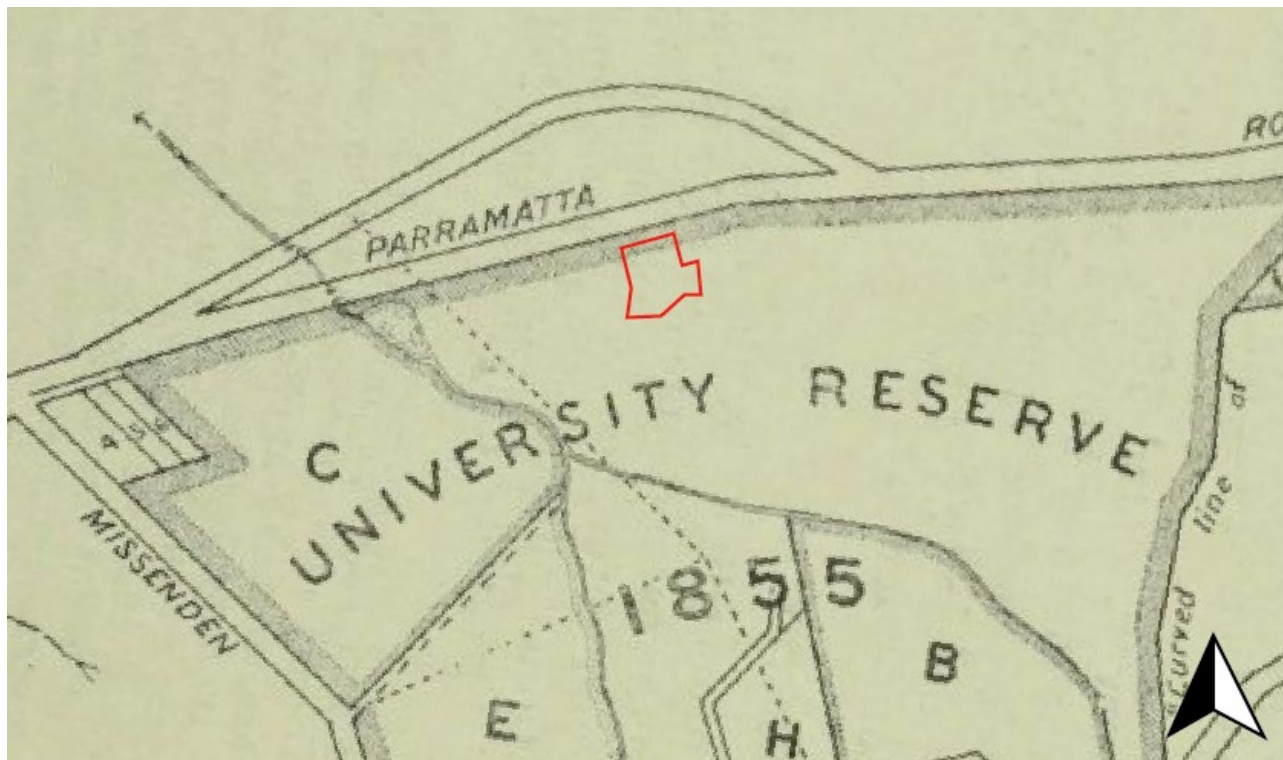 RO
PARRAMATTA
UNIVERSITY RESERVE
C
MISSENDEN
1855
B
E
H
line of
curved